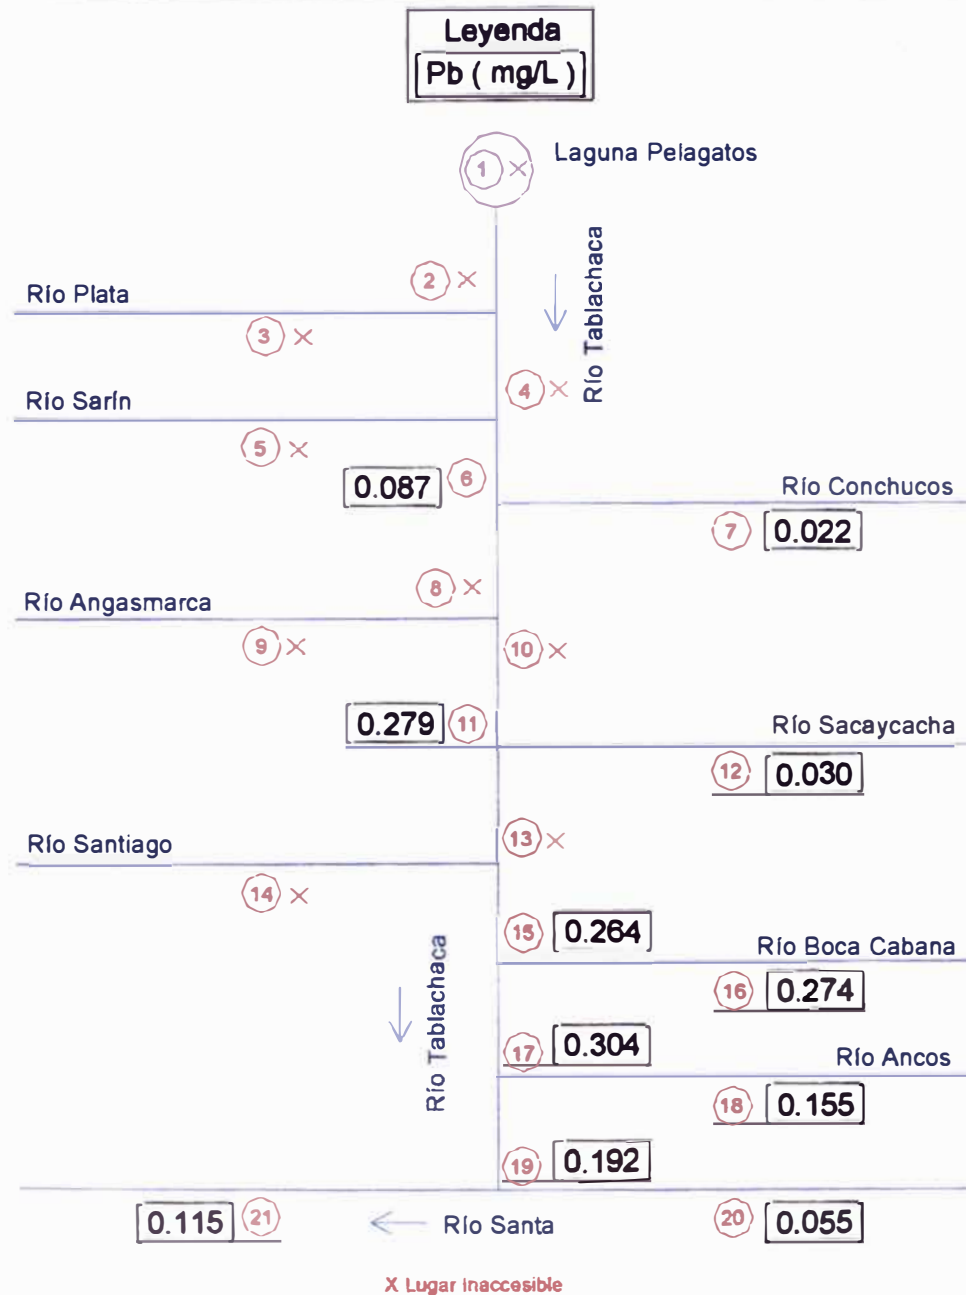 Leyenda
Pb ( mg/L )
1 X Laguna Pelagatos
Río Tablachaca
2 X
Río Plata
3 X
4 X
Río Sarín
5 X
0.087 6
Río Conchucos
7 0.022
8 X
Río Angasmarca
9 X
10 X
0.279 11
Río Sacaycacha
12 0.030
13 X
Río Santiago
14 X
15 0.264
Río Boca Cabana
16 0.274
Río Tablachaca
17 0.304
Río Ancos
18 0.155
19 0.192
0.115 21
Río Santa
20 0.055
X Lugar Inaccesible